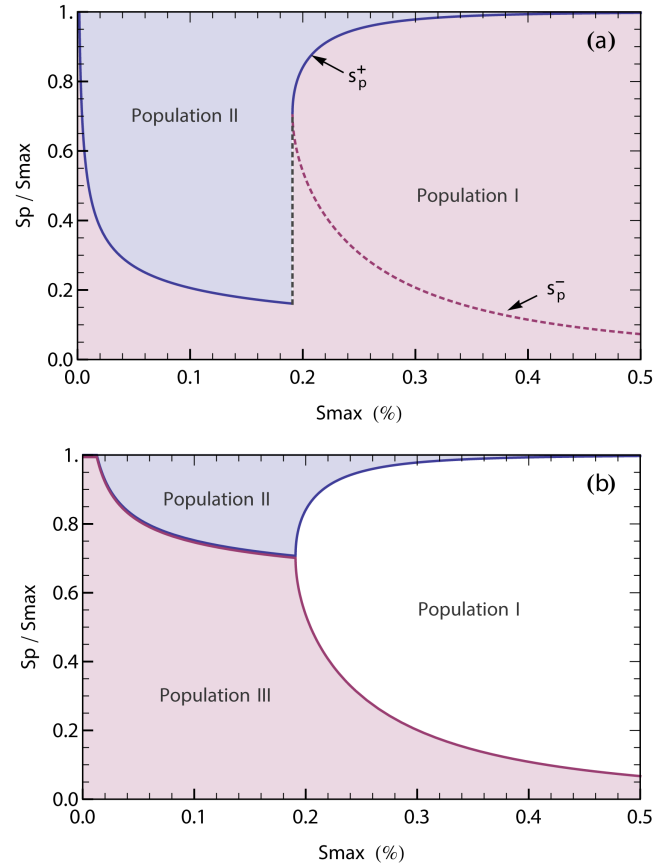 1.
(a)
0.8
0.6
0.4
0.2
0.0
Sp / Smax
s_p^+
Population II
Population I
s_p^-
0.0 0.1 0.2 0.3 0.4 0.5
Smax (%)
1.
(b)
0.8
0.6
0.4
0.2
0.0
Sp / Smax
Population II
Population I
Population III
0.0 0.1 0.2 0.3 0.4 0.5
Smax (%)